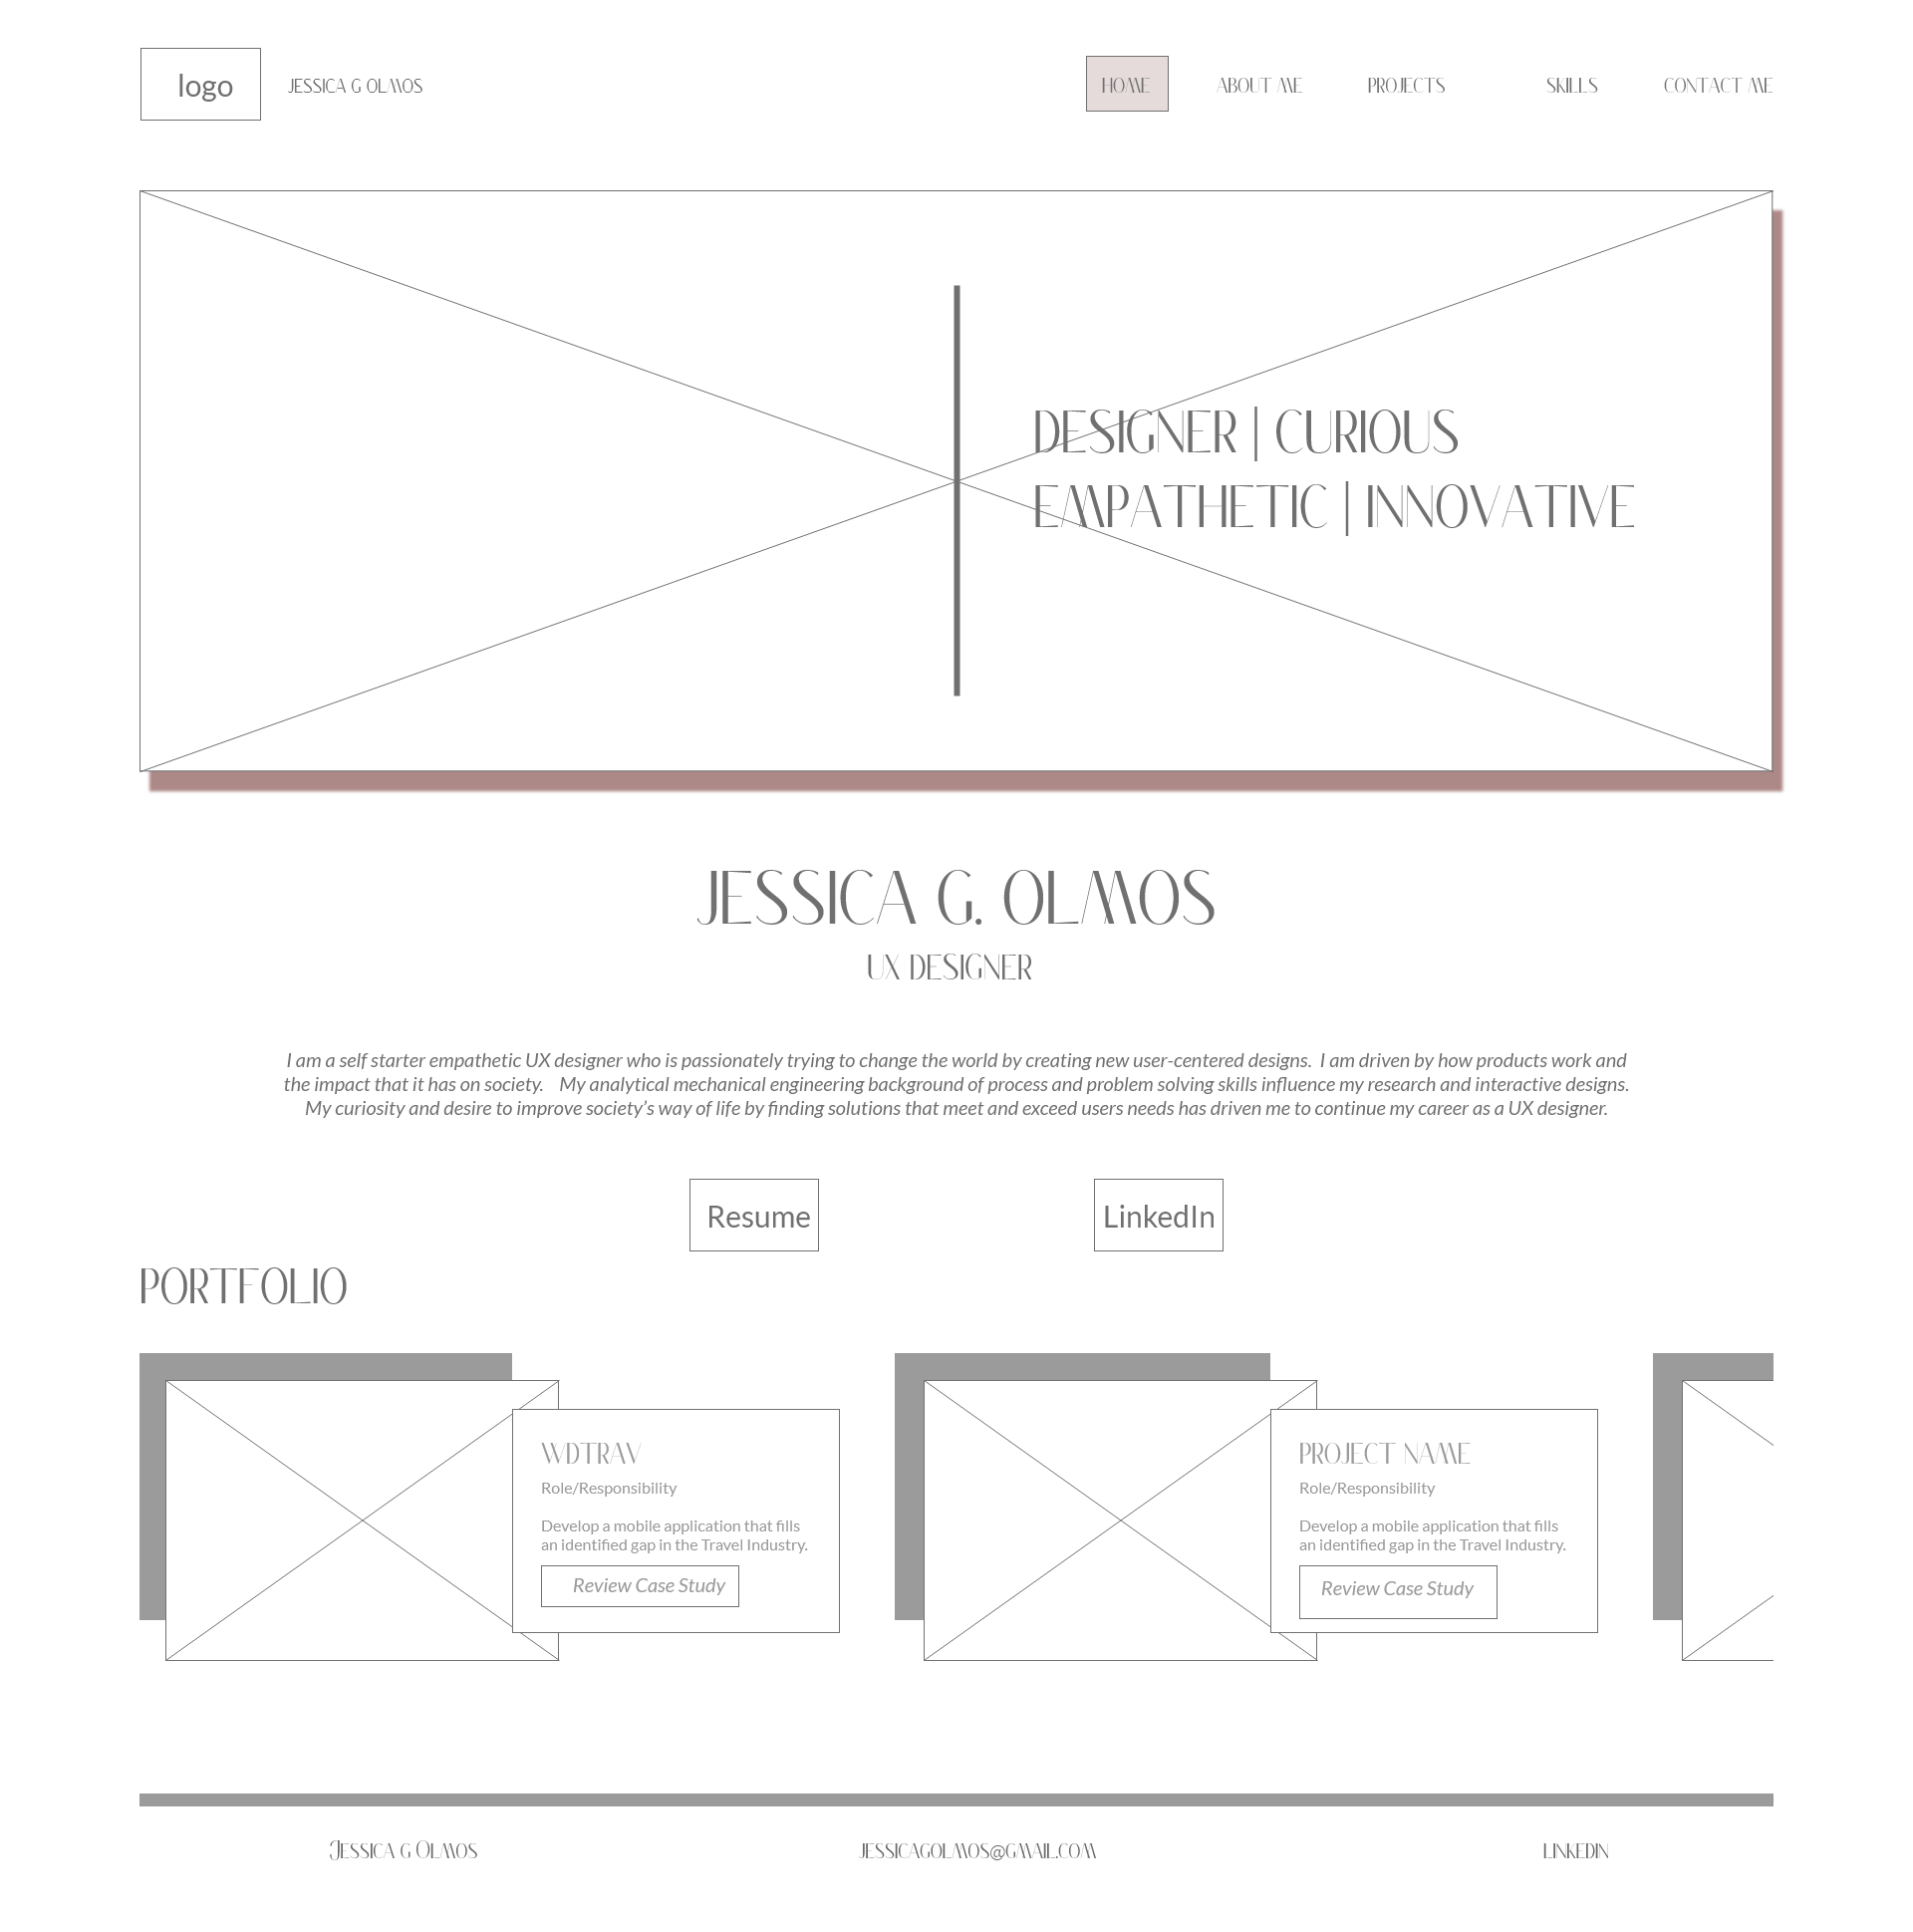 logo
JESSICA G OLMOS
HOME
ABOUT ME
PROJECTS
SKILLS
CONTACT ME
DESIGNER | CURIOUS
EMPATHETIC | INNOVATIVE
JESSICA G. OLMOS
UX DESIGNER
I am a self starter empathetic UX designer who is passionately trying to change the world by creating new user-centered designs. I am driven by how products work and
the impact that it has on society. My analytical mechanical engineering background of process and problem solving skills influence my research and interactive designs.
My curiosity and desire to improve society’s way of life by finding solutions that meet and exceed users needs has driven me to continue my career as a UX designer.
Resume
LinkedIn
PORTFOLIO
WDTRAV
Role/Responsibility
Develop a mobile application that fills
an identified gap in the Travel Industry.
Review Case Study
PROJECT NAME
Role/Responsibility
Develop a mobile application that fills
an identified gap in the Travel Industry.
Review Case Study
JESSICA G OLMOS
JESSICAGOLMOS@GMAIL.COM
LINKEDIN